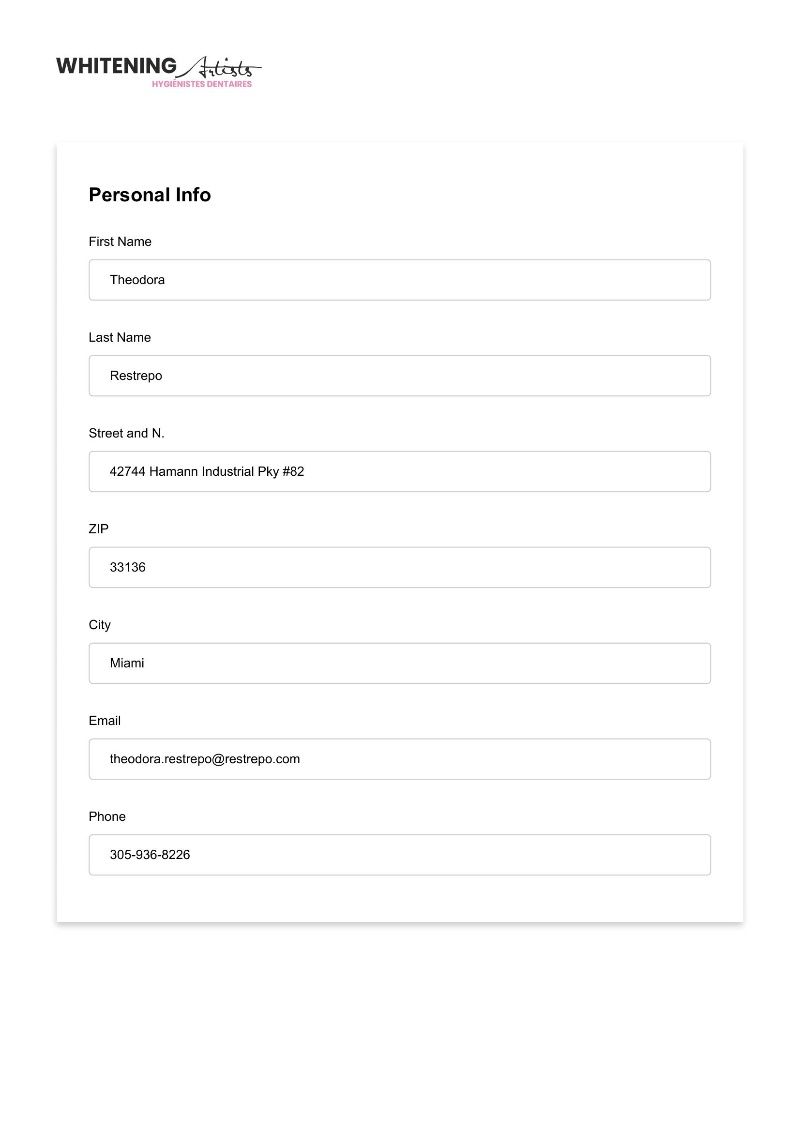 WHITENING Artists
HYGIÉNISTES DENTAIRES
Personal Info
First Name
Theodora
Last Name
Restrepo
Street and N.
42744 Hamann Industrial Pky #82
ZIP
33136
City
Miami
Email
theodora.restrepo@restrepo.com
Phone
305-936-8226